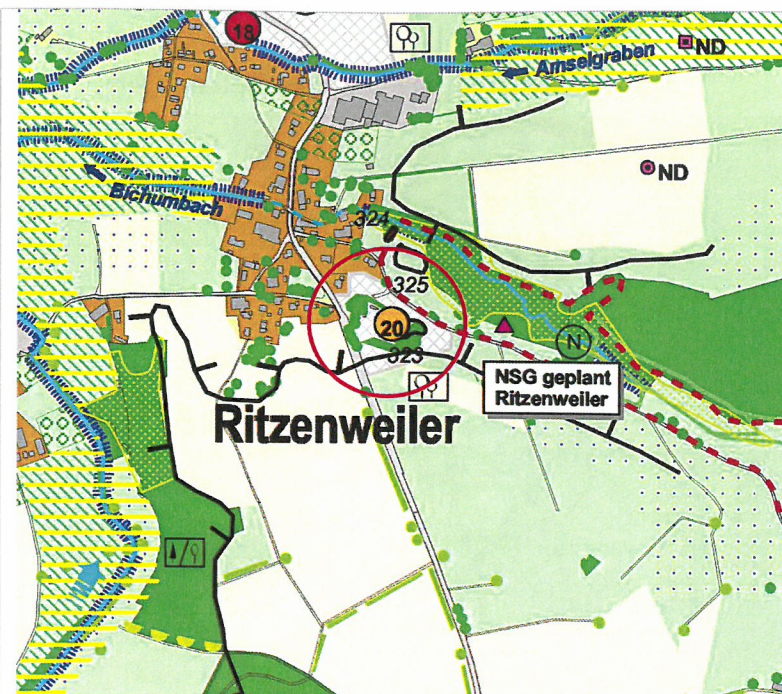 18
Amselgraben
ND
Bichumbach
ND
324
325
20
323
N
NSG geplant
Ritzenweiler
Ritzenweiler